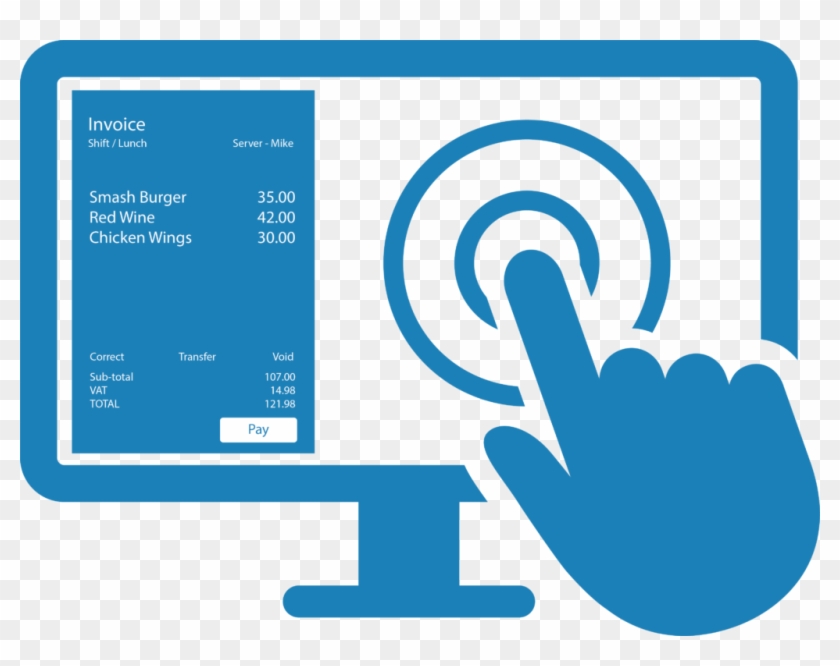 Invoice
Shift / Lunch Server - Mike
Smash Burger 35.00
Red Wine 42.00
Chicken Wings 30.00
Correct Transfer Void
Sub-total 107.00
VAT 14.98
TOTAL 121.98
Pay